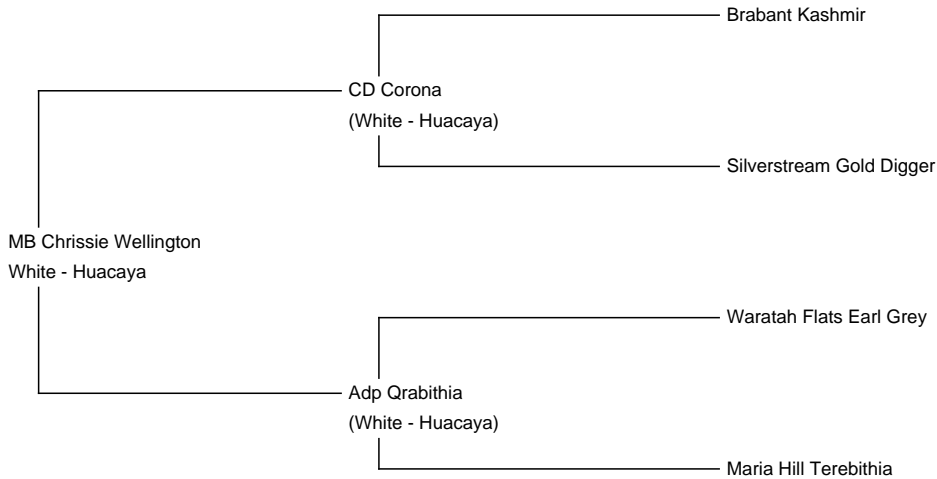 Brabant Kashmir
CD Corona
(White - Huacaya)
Silverstream Gold Digger
MB Chrissie Wellington
White - Huacaya
Waratah Flats Earl Grey
Adp Qrabithia
(White - Huacaya)
Maria Hill Terebithia